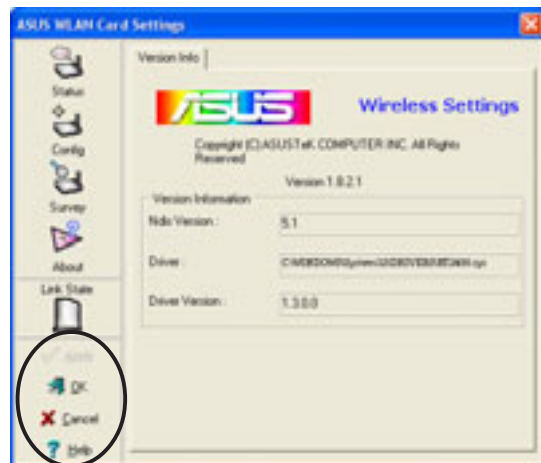 ASUS WLAN Card Settings
Status
Config
Survey
About
Link State
Apply
OK
Cancel
Help
Version Info
ASUS
Wireless Settings
Copyright (C) ASUSTeK COMPUTER INC. All Rights
Reserved
Version 1.8.2.1
Version Information
Ndis Version :
5.1
Driver :
Driver Version :
1.3.0.0